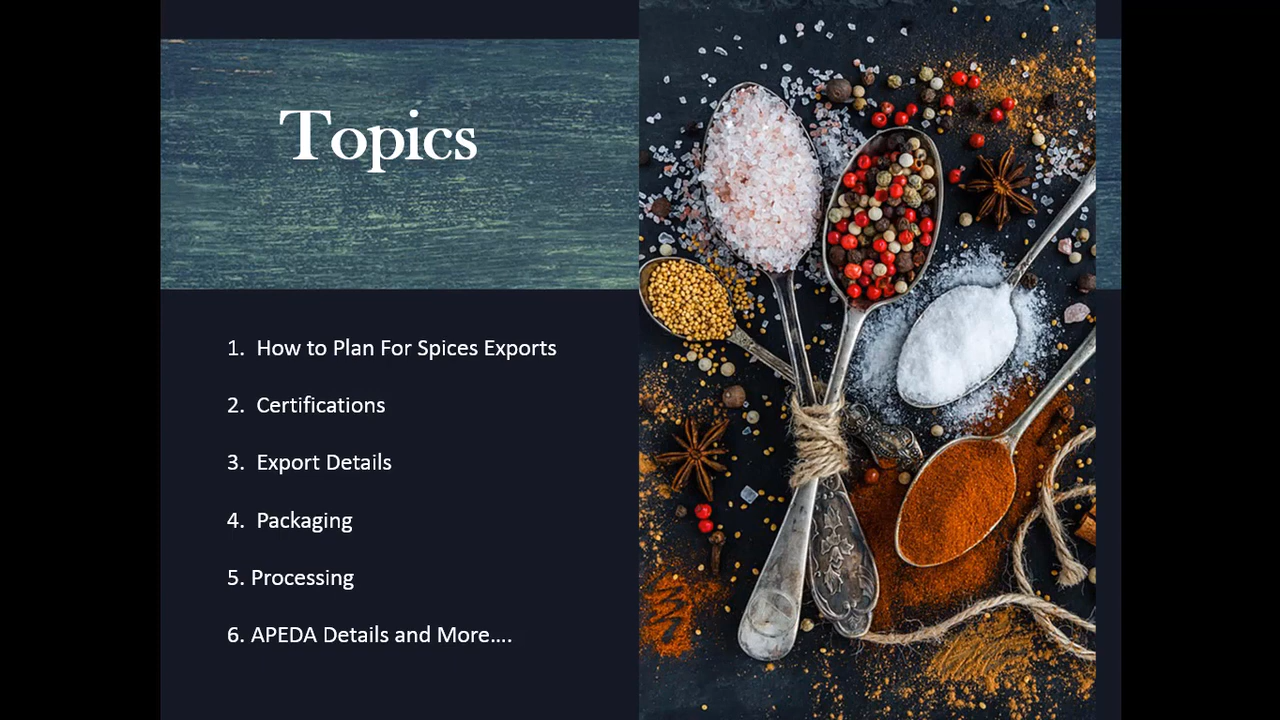 Topics
1. How to Plan For Spices Exports
2. Certifications
3. Export Details
4. Packaging
5. Processing
6. APEDA Details and More....